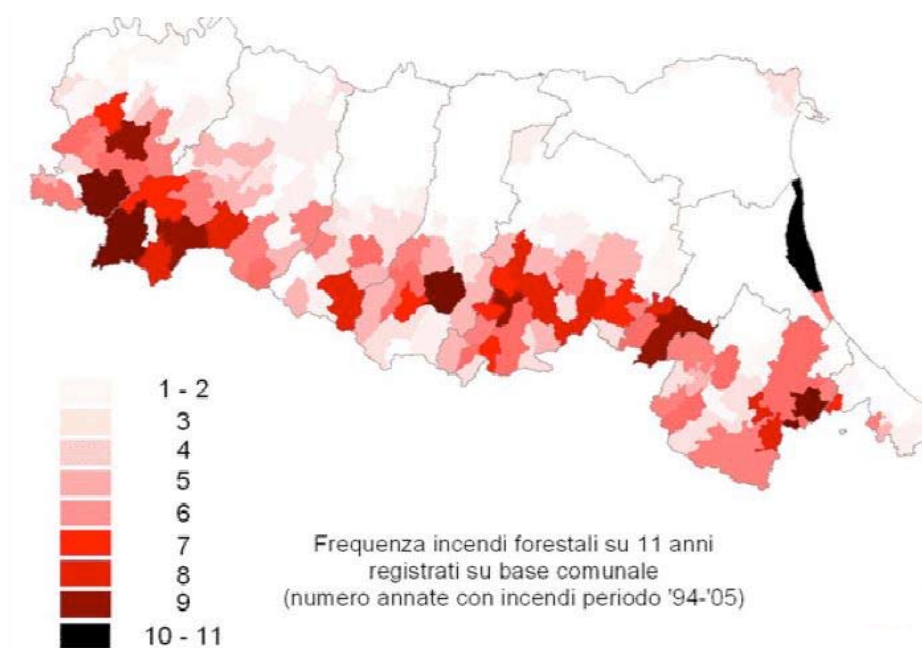 1 - 2
3
4
5
6
7
8
9
10 - 11
Frequenza incendi forestali su 11 anni
registrati su base comunale
(numero annate con incendi periodo '94-'05)